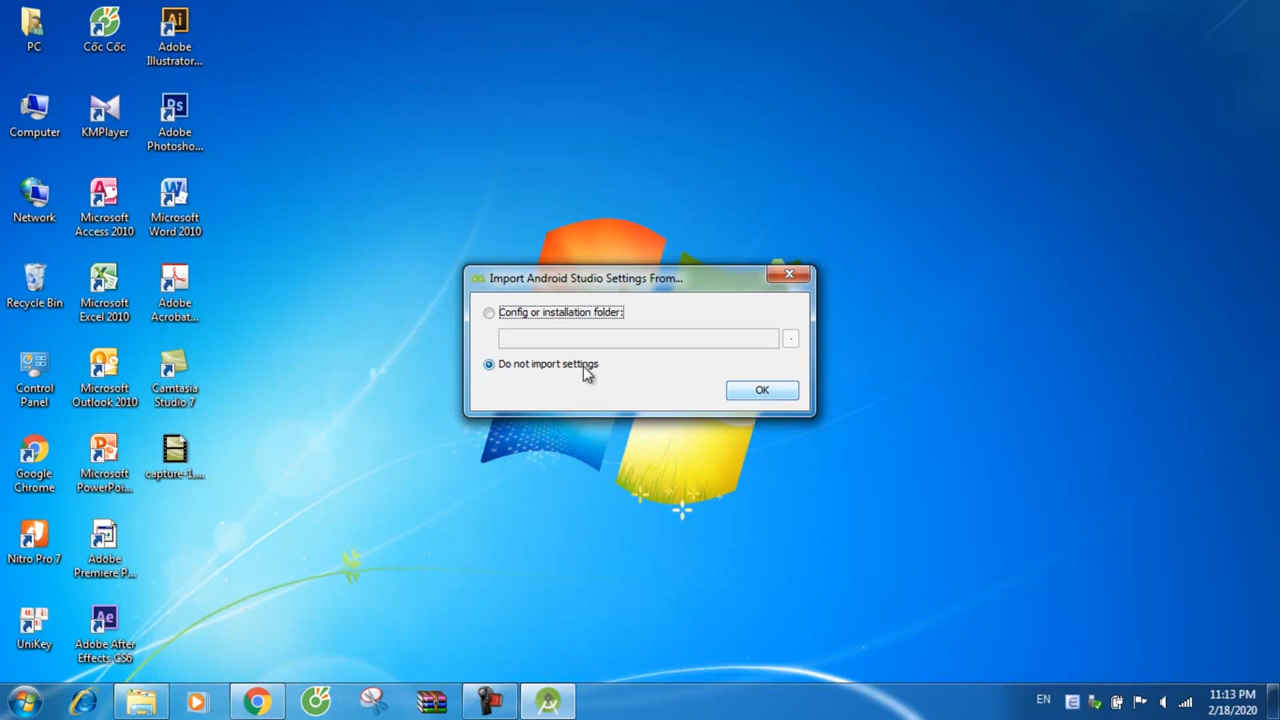 PC
Cốc Cốc
Adobe
Illustrator...
Computer
KMPlayer
Adobe
Photosho...
Network
Microsoft
Access 2010
Microsoft
Word 2010
Recycle Bin
Microsoft
Excel 2010
Adobe
Acrobat...
Control
Panel
Microsoft
Outlook 2010
Camtasia
Studio 7
Google
Chrome
Microsoft
PowerPoi...
capture-1....
Nitro Pro 7
Adobe
Premiere P...
UniKey
Adobe After
Effects CS6
Ai
Ps
Ae
Import Android Studio Settings From...
Config or installation folder:
.
Do not import settings
OK
EN
11:13 PM
2/18/2020